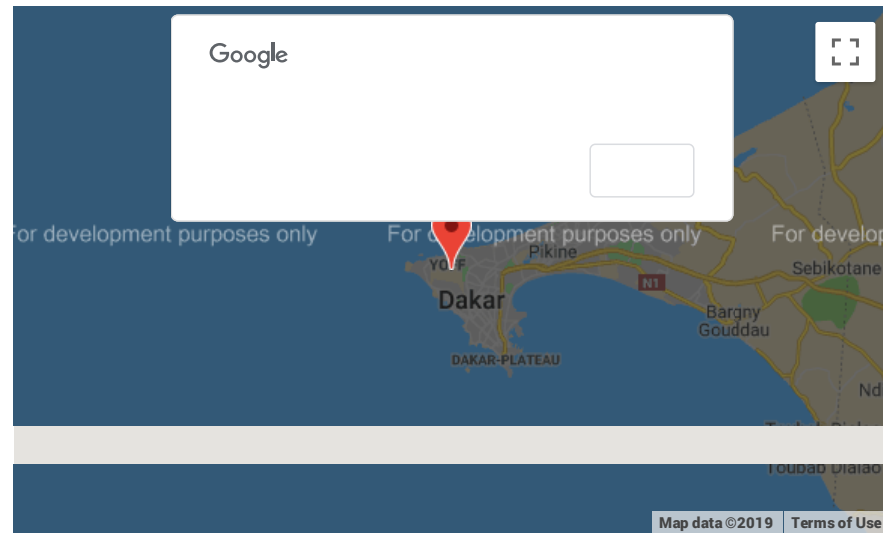 Google
For development purposes only
For development purposes only
For develop
Pikine
YOFF
Sebikotane
N1
Dakar
Bargny
Gouddau
DAKAR-PLATEAU
Nd
Toubab Dialao
Map data ©2019
Terms of Use